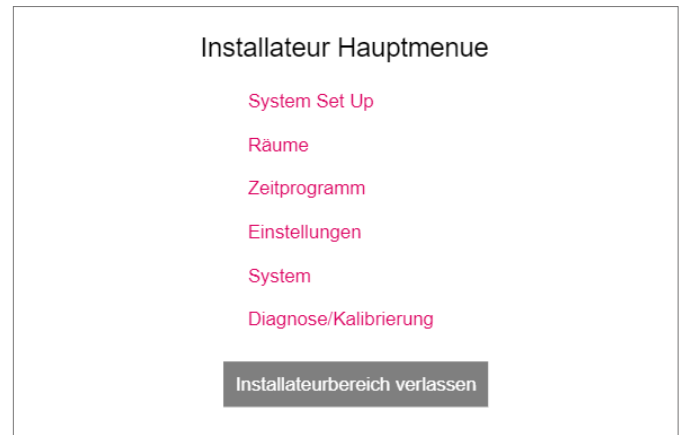 Installateur Hauptmenue
System Set Up
Räume
Zeitprogramm
Einstellungen
System
Diagnose/Kalibrierung
Installateurbereich verlassen